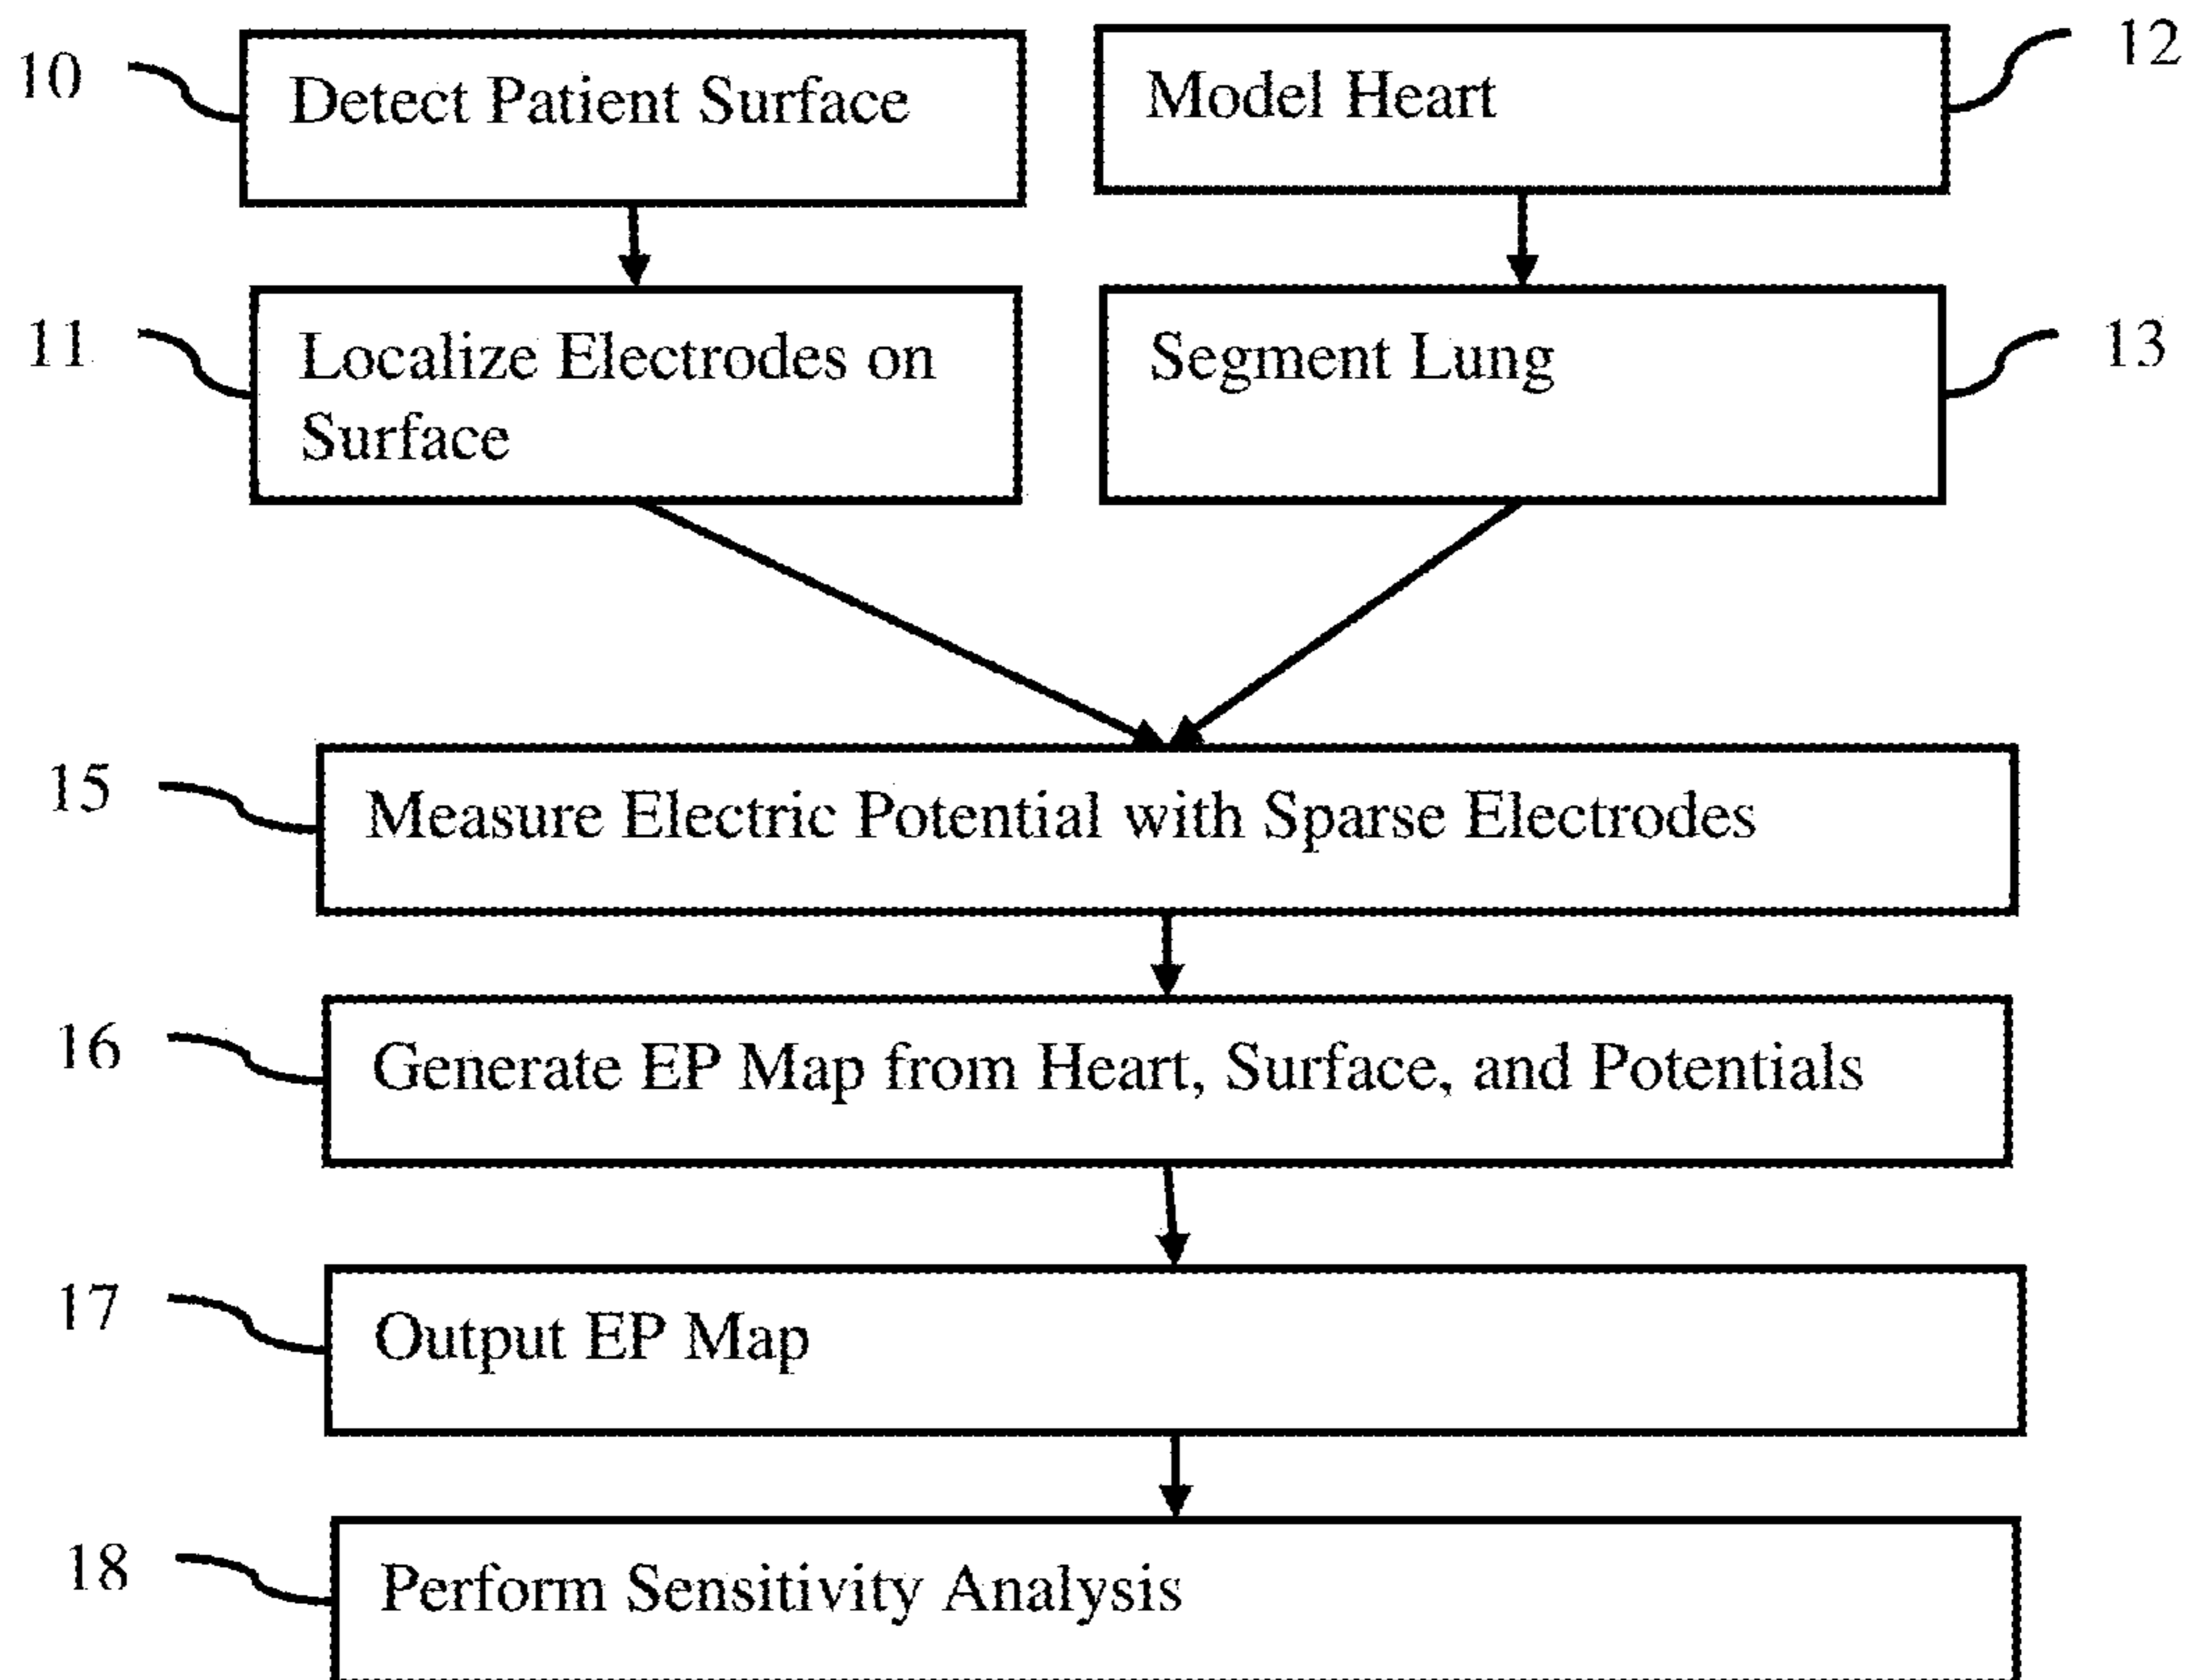 10
Detect Patient Surface
Model Heart
12
11
Localize Electrodes on
Surface
Segment Lung
13
15
Measure Electric Potential with Sparse Electrodes
16
Generate EP Map from Heart, Surface, and Potentials
17
Output EP Map
18
Perform Sensitivity Analysis